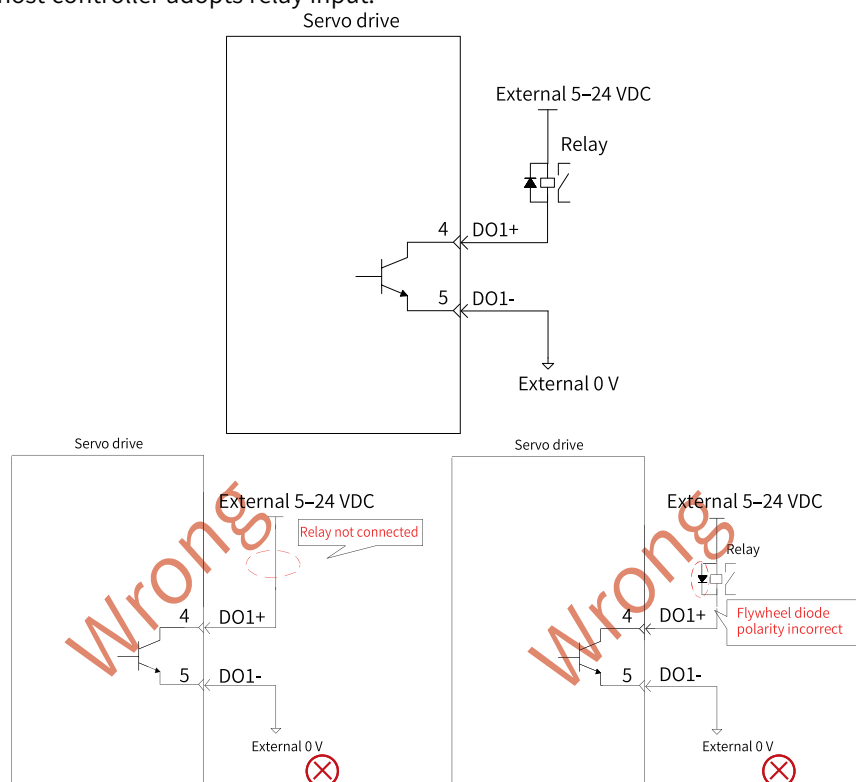 host controller adopts relay input.
Servo drive
External 5–24 VDC
Relay
4 DO1+
5 DO1-
External 0 V
Servo drive
External 5–24 VDC
Relay not connected
Wrong
4 DO1+
5 DO1-
External 0 V
Servo drive
External 5–24 VDC
Relay
Wrong
4 DO1+
Flywheel diode
polarity incorrect
5 DO1-
External 0 V